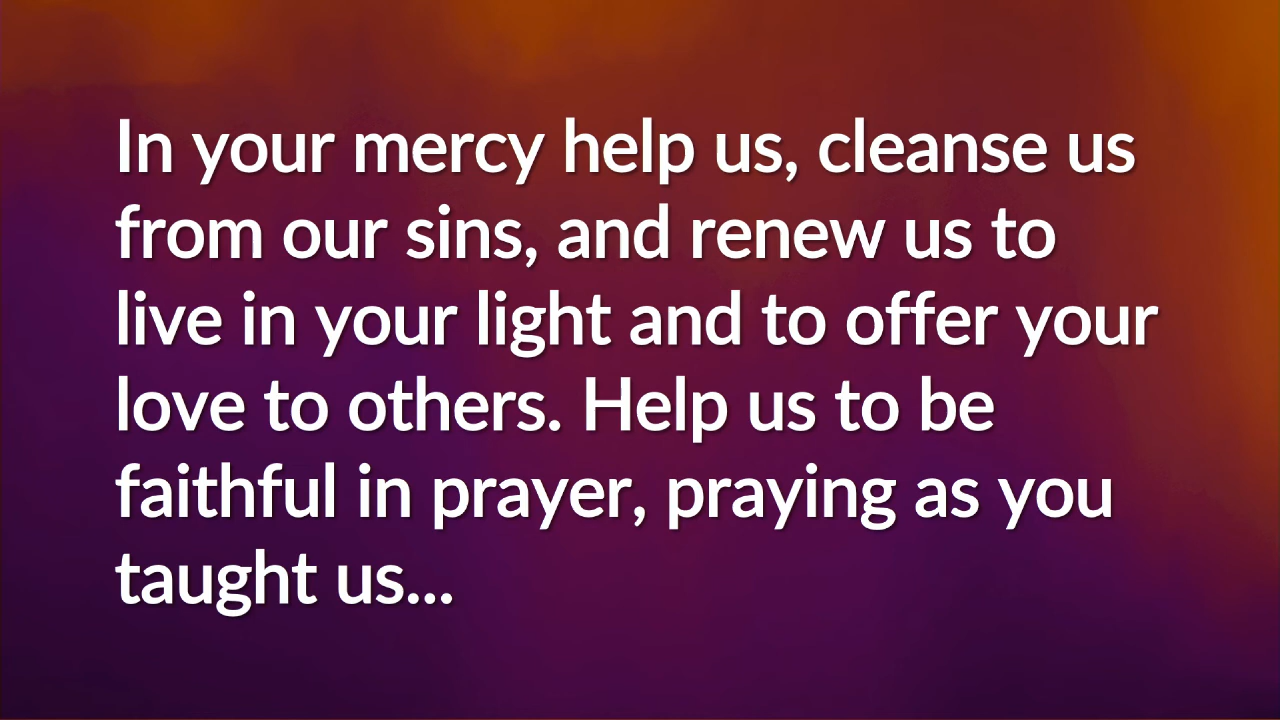 In your mercy help us, cleanse us
from our sins, and renew us to
live in your light and to offer your
love to others. Help us to be
faithful in prayer, praying as you
taught us...